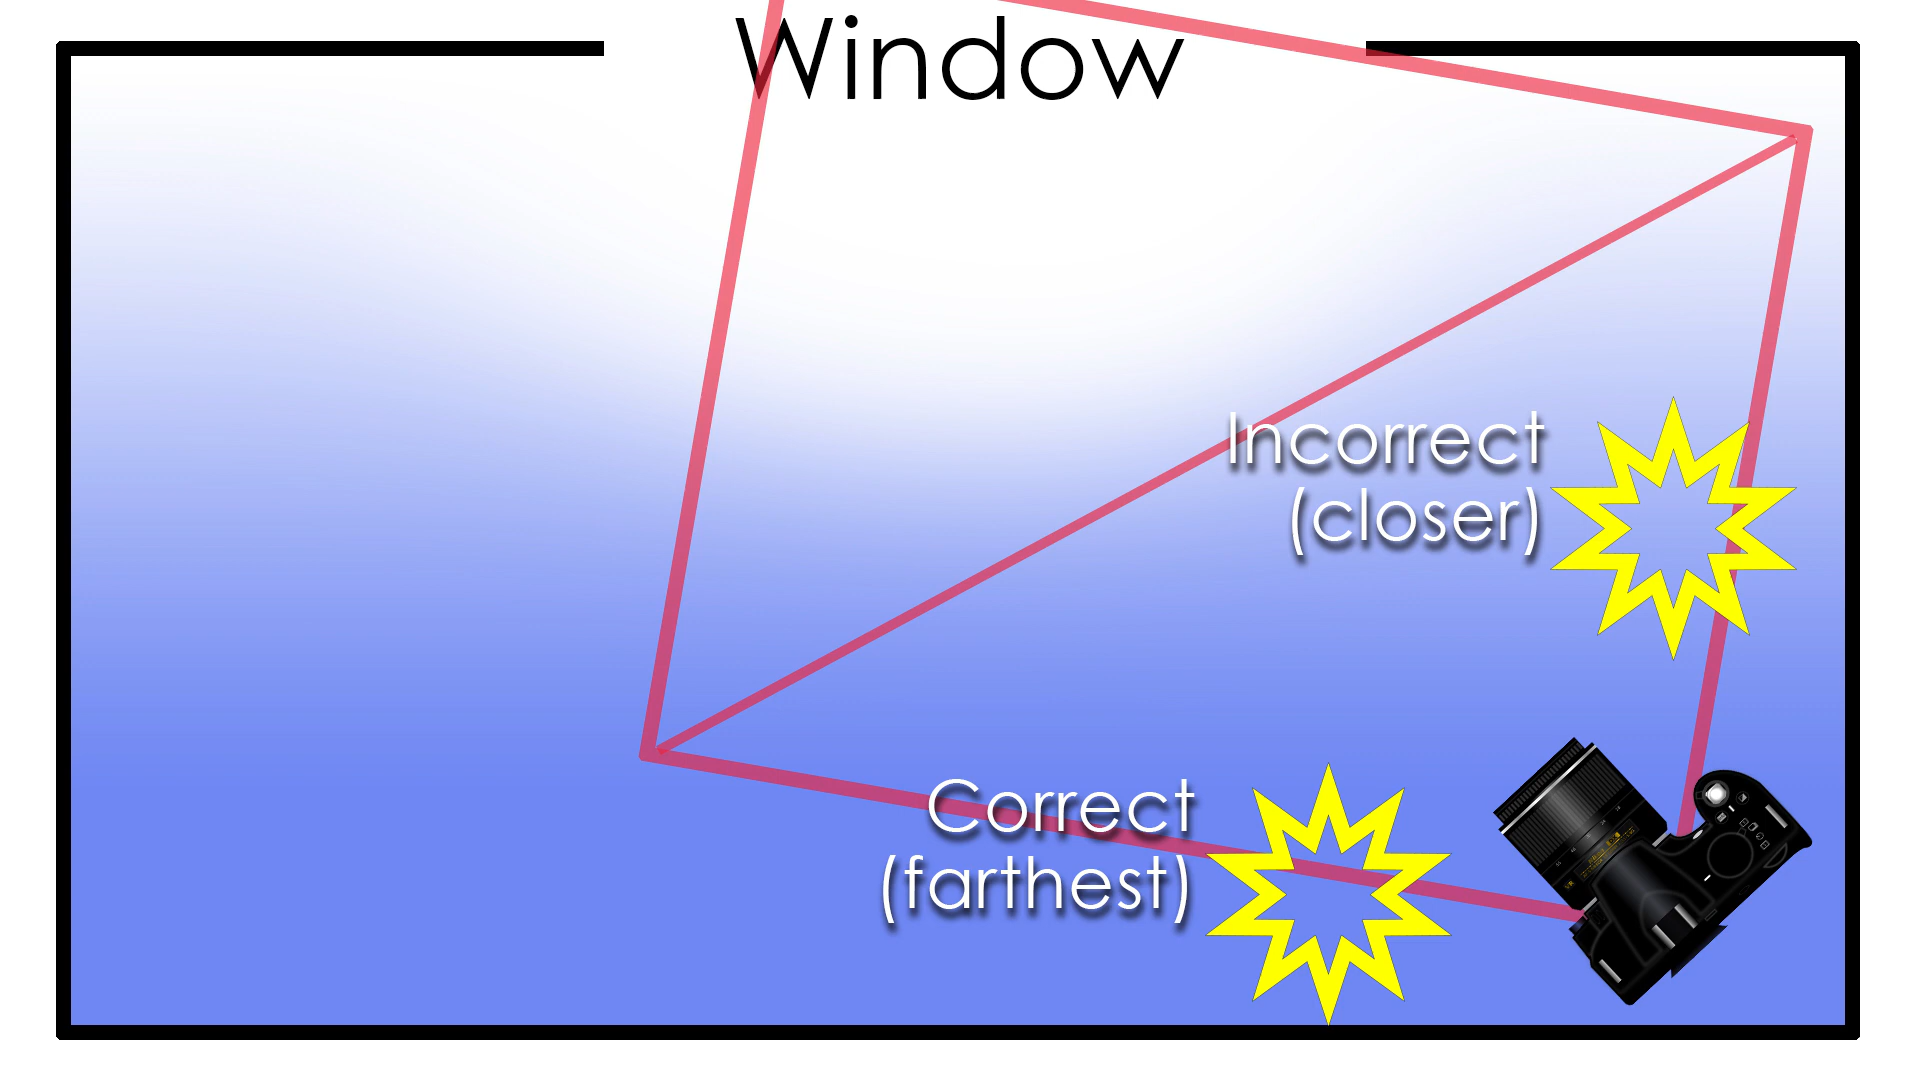 Window
Incorrect
(closer)
Correct
(farthest)